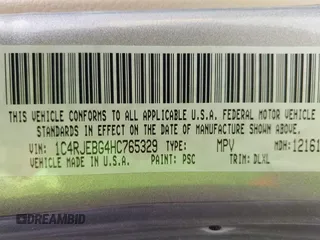 THIS VEHICLE CONFORMS TO ALL APPLICABLE U.S.A. FEDERAL MOTOR VEHICLE
STANDARDS IN EFFECT ON THE DATE OF MANUFACTURE SHOWN ABOVE.
VIN: 1C4RJEBG4HC765329 TYPE: MPV MDH: 12161
VEHICLE MADE IN U.S.A. PAINT: PSC TRIM: DLXL
DREAMBID